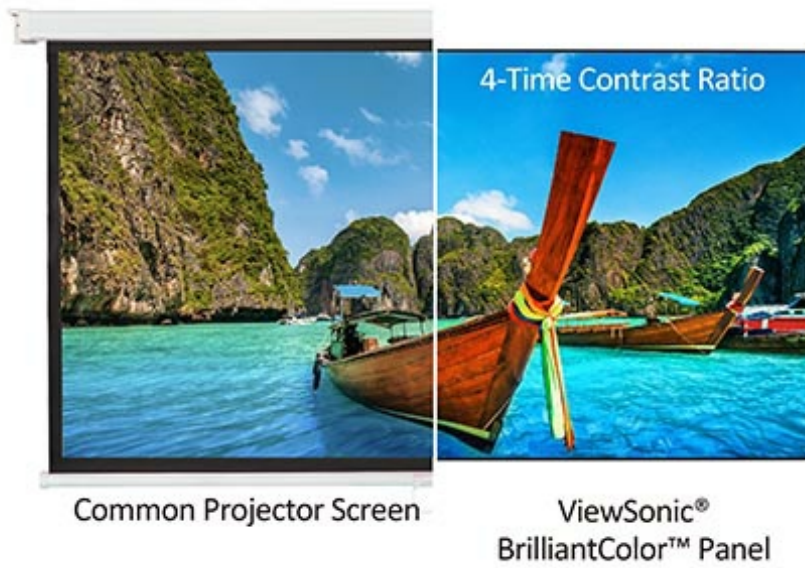 4-Time Contrast Ratio
Common Projector Screen
ViewSonic®
BrilliantColor™ Panel